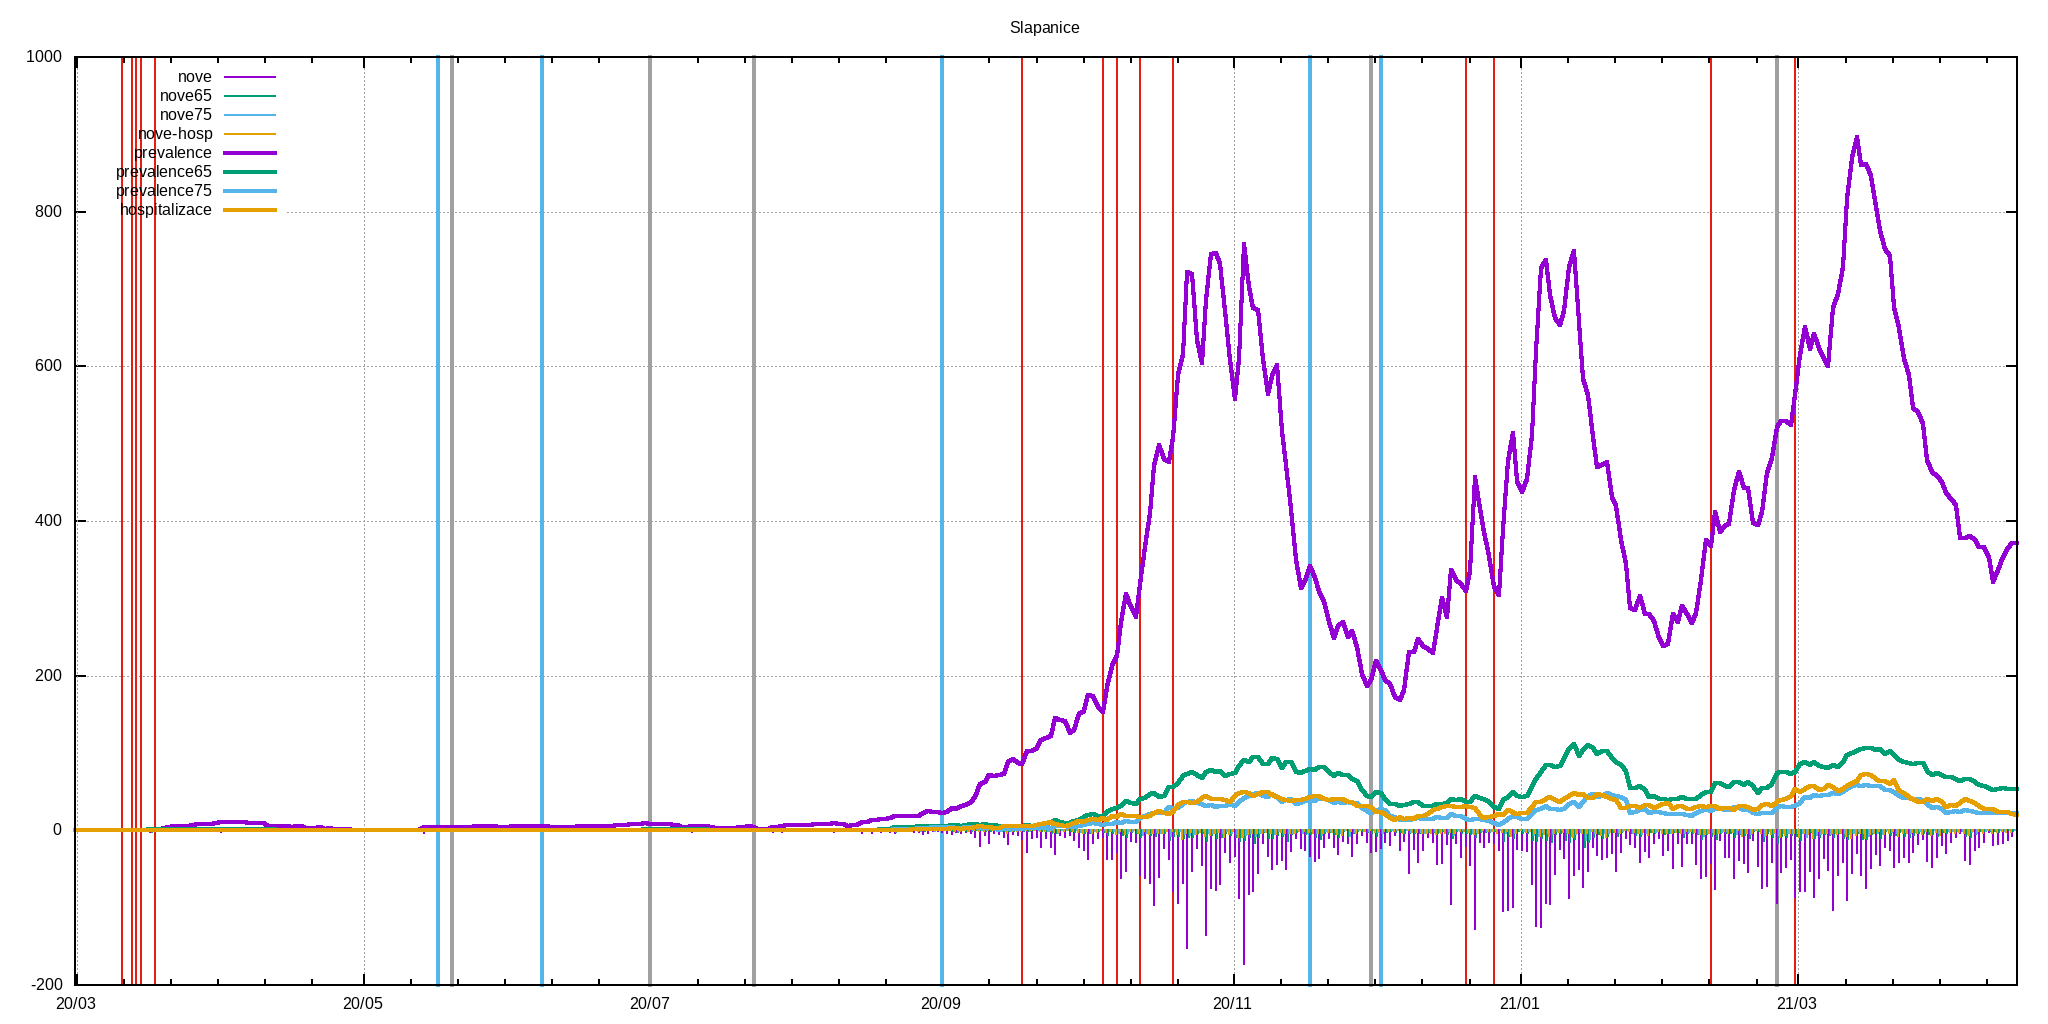 Slapanice
1000
800
600
400
200
0
-200
nove
nove65
nove75
nove-hosp
prevalence
prevalence65
prevalence75
hospitalizace
20/03
20/05
20/07
20/09
20/11
21/01
21/03